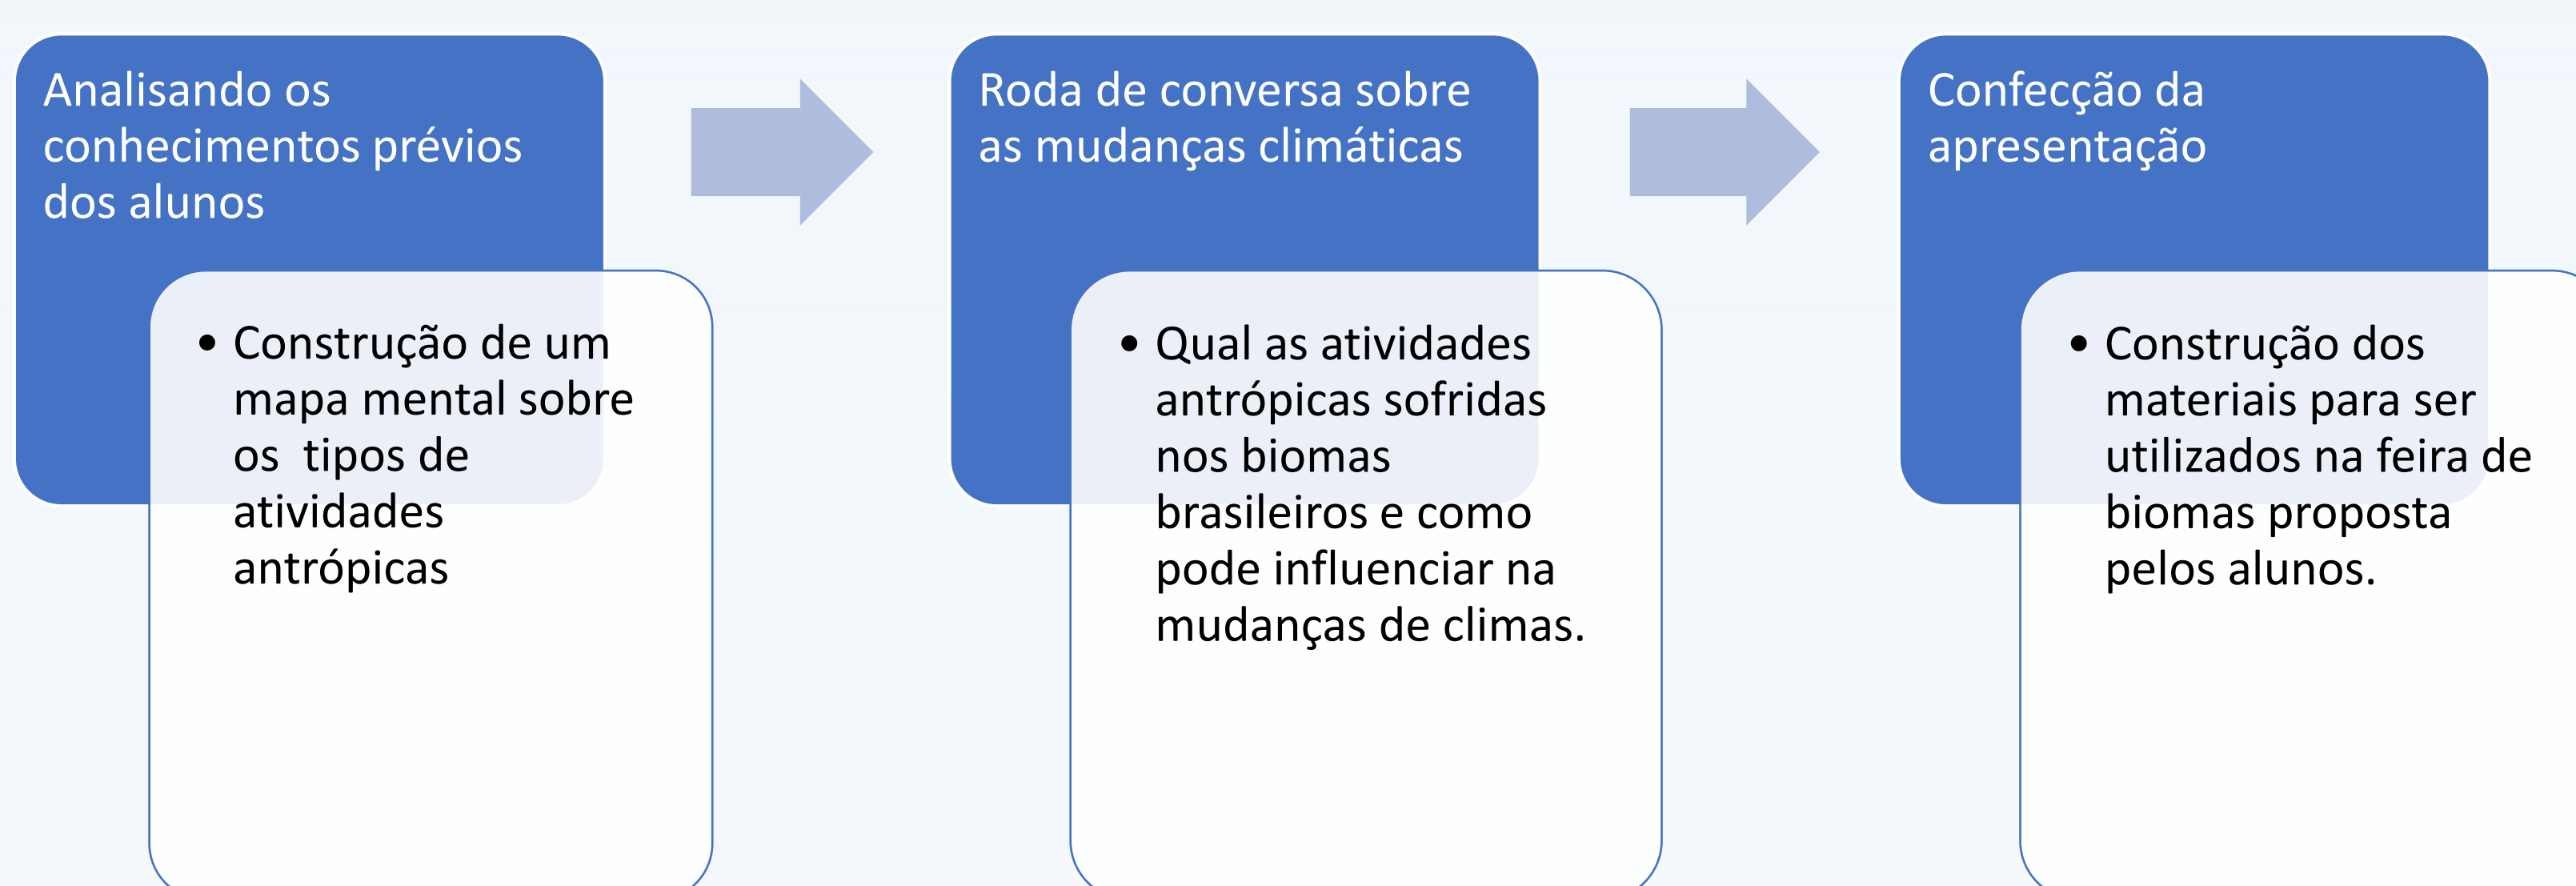 Analisando os
conhecimentos prévios
dos alunos
• Construção de um
mapa mental sobre
os tipos de
atividades
antrópicas
Roda de conversa sobre
as mudanças climáticas
• Qual as atividades
antrópicas sofridas
nos biomas
brasileiros e como
pode influenciar na
mudanças de climas.
Confecção da
apresentação
• Construção dos
materiais para ser
utilizados na feira de
biomas proposta
pelos alunos.